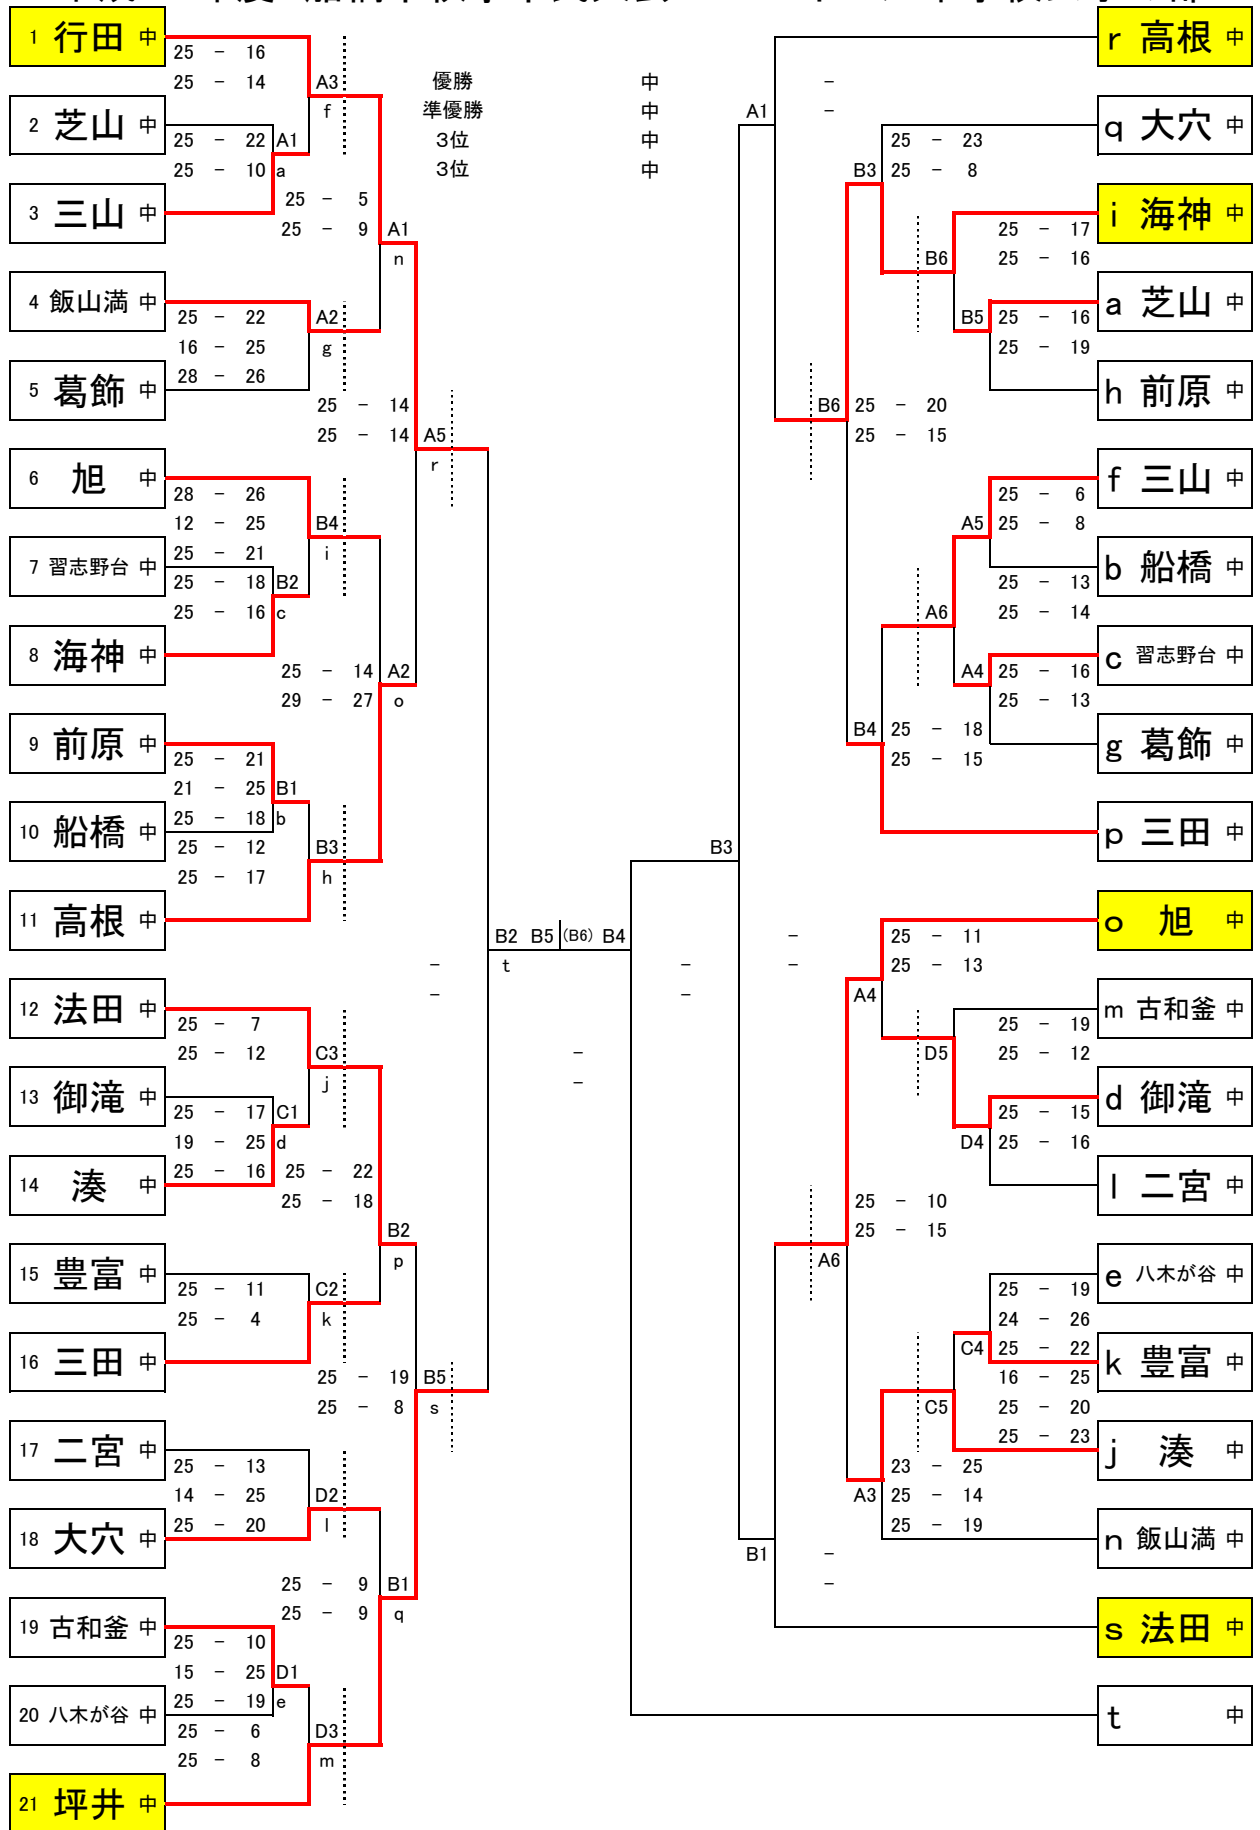 1 行田 中
25 - 16
25 - 14
A3
f
2 芝山 中
25 - 22
25 - 10
A1
a
3 三山 中
25 - 5
25 - 9
A1
n
4 飯山満 中
25 - 22
16 - 25
28 - 26
A2
g
5 葛飾 中
25 - 14
25 - 14
A5
r
6 旭 中
28 - 26
12 - 25
25 - 21
B4
i
7 習志野台 中
25 - 18
25 - 16
B2
c
8 海神 中
25 - 14
29 - 27
A2
o
9 前原 中
25 - 21
21 - 25
25 - 18
B1
b
10 船橋 中
25 - 12
25 - 17
B3
h
11 高根 中
12 法田 中
25 - 7
25 - 12
C3
j
13 御滝 中
25 - 17
19 - 25
25 - 16
C1
d
14 湊 中
25 - 22
25 - 18
B2
p
15 豊富 中
25 - 11
25 - 4
C2
k
16 三田 中
25 - 19
25 - 8
B5
s
17 二宮 中
25 - 13
14 - 25
25 - 20
D2
l
18 大穴 中
25 - 9
25 - 9
B1
q
19 古和釜 中
25 - 10
15 - 25
25 - 19
D1
e
20 八木が谷 中
25 - 6
25 - 8
D3
m
21 坪井 中
優勝 中
準優勝 中
3位 中
3位 中
B2 B5 (B6) B4
t
-
-
-
-
-
-
B3
-
-
r 高根 中
A1
-
-
q 大穴 中
25 - 23
25 - 8
B3
i 海神 中
25 - 17
25 - 16
B6
a 芝山 中
B5
25 - 16
25 - 19
h 前原 中
B6
25 - 20
25 - 15
f 三山 中
25 - 6
25 - 8
A5
b 船橋 中
25 - 13
25 - 14
A6
c 習志野台 中
A4
25 - 16
25 - 13
g 葛飾 中
B4
25 - 18
25 - 15
p 三田 中
o 旭 中
25 - 11
25 - 13
A4
m 古和釜 中
25 - 19
25 - 12
D5
d 御滝 中
25 - 15
25 - 16
D4
l 二宮 中
25 - 10
25 - 15
A6
e 八木が谷 中
25 - 19
24 - 26
25 - 22
C4
k 豊富 中
16 - 25
25 - 20
25 - 23
C5
j 湊 中
23 - 25
25 - 14
25 - 19
A3
n 飯山満 中
B1
-
-
s 法田 中
t 中